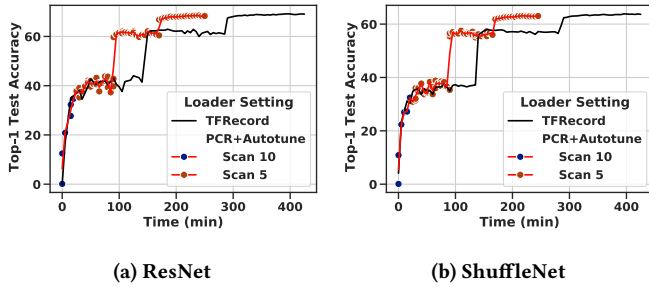 Top-1 Test Accuracy
60
40
20
0
Loader Setting
TFRecord
PCR+Autotune
Scan 10
Scan 5
0 100 200 300 400
Time (min)
(a) ResNet
Top-1 Test Accuracy
60
40
20
0
Loader Setting
TFRecord
PCR+Autotune
Scan 10
Scan 5
0 100 200 300 400
Time (min)
(b) ShuffleNet